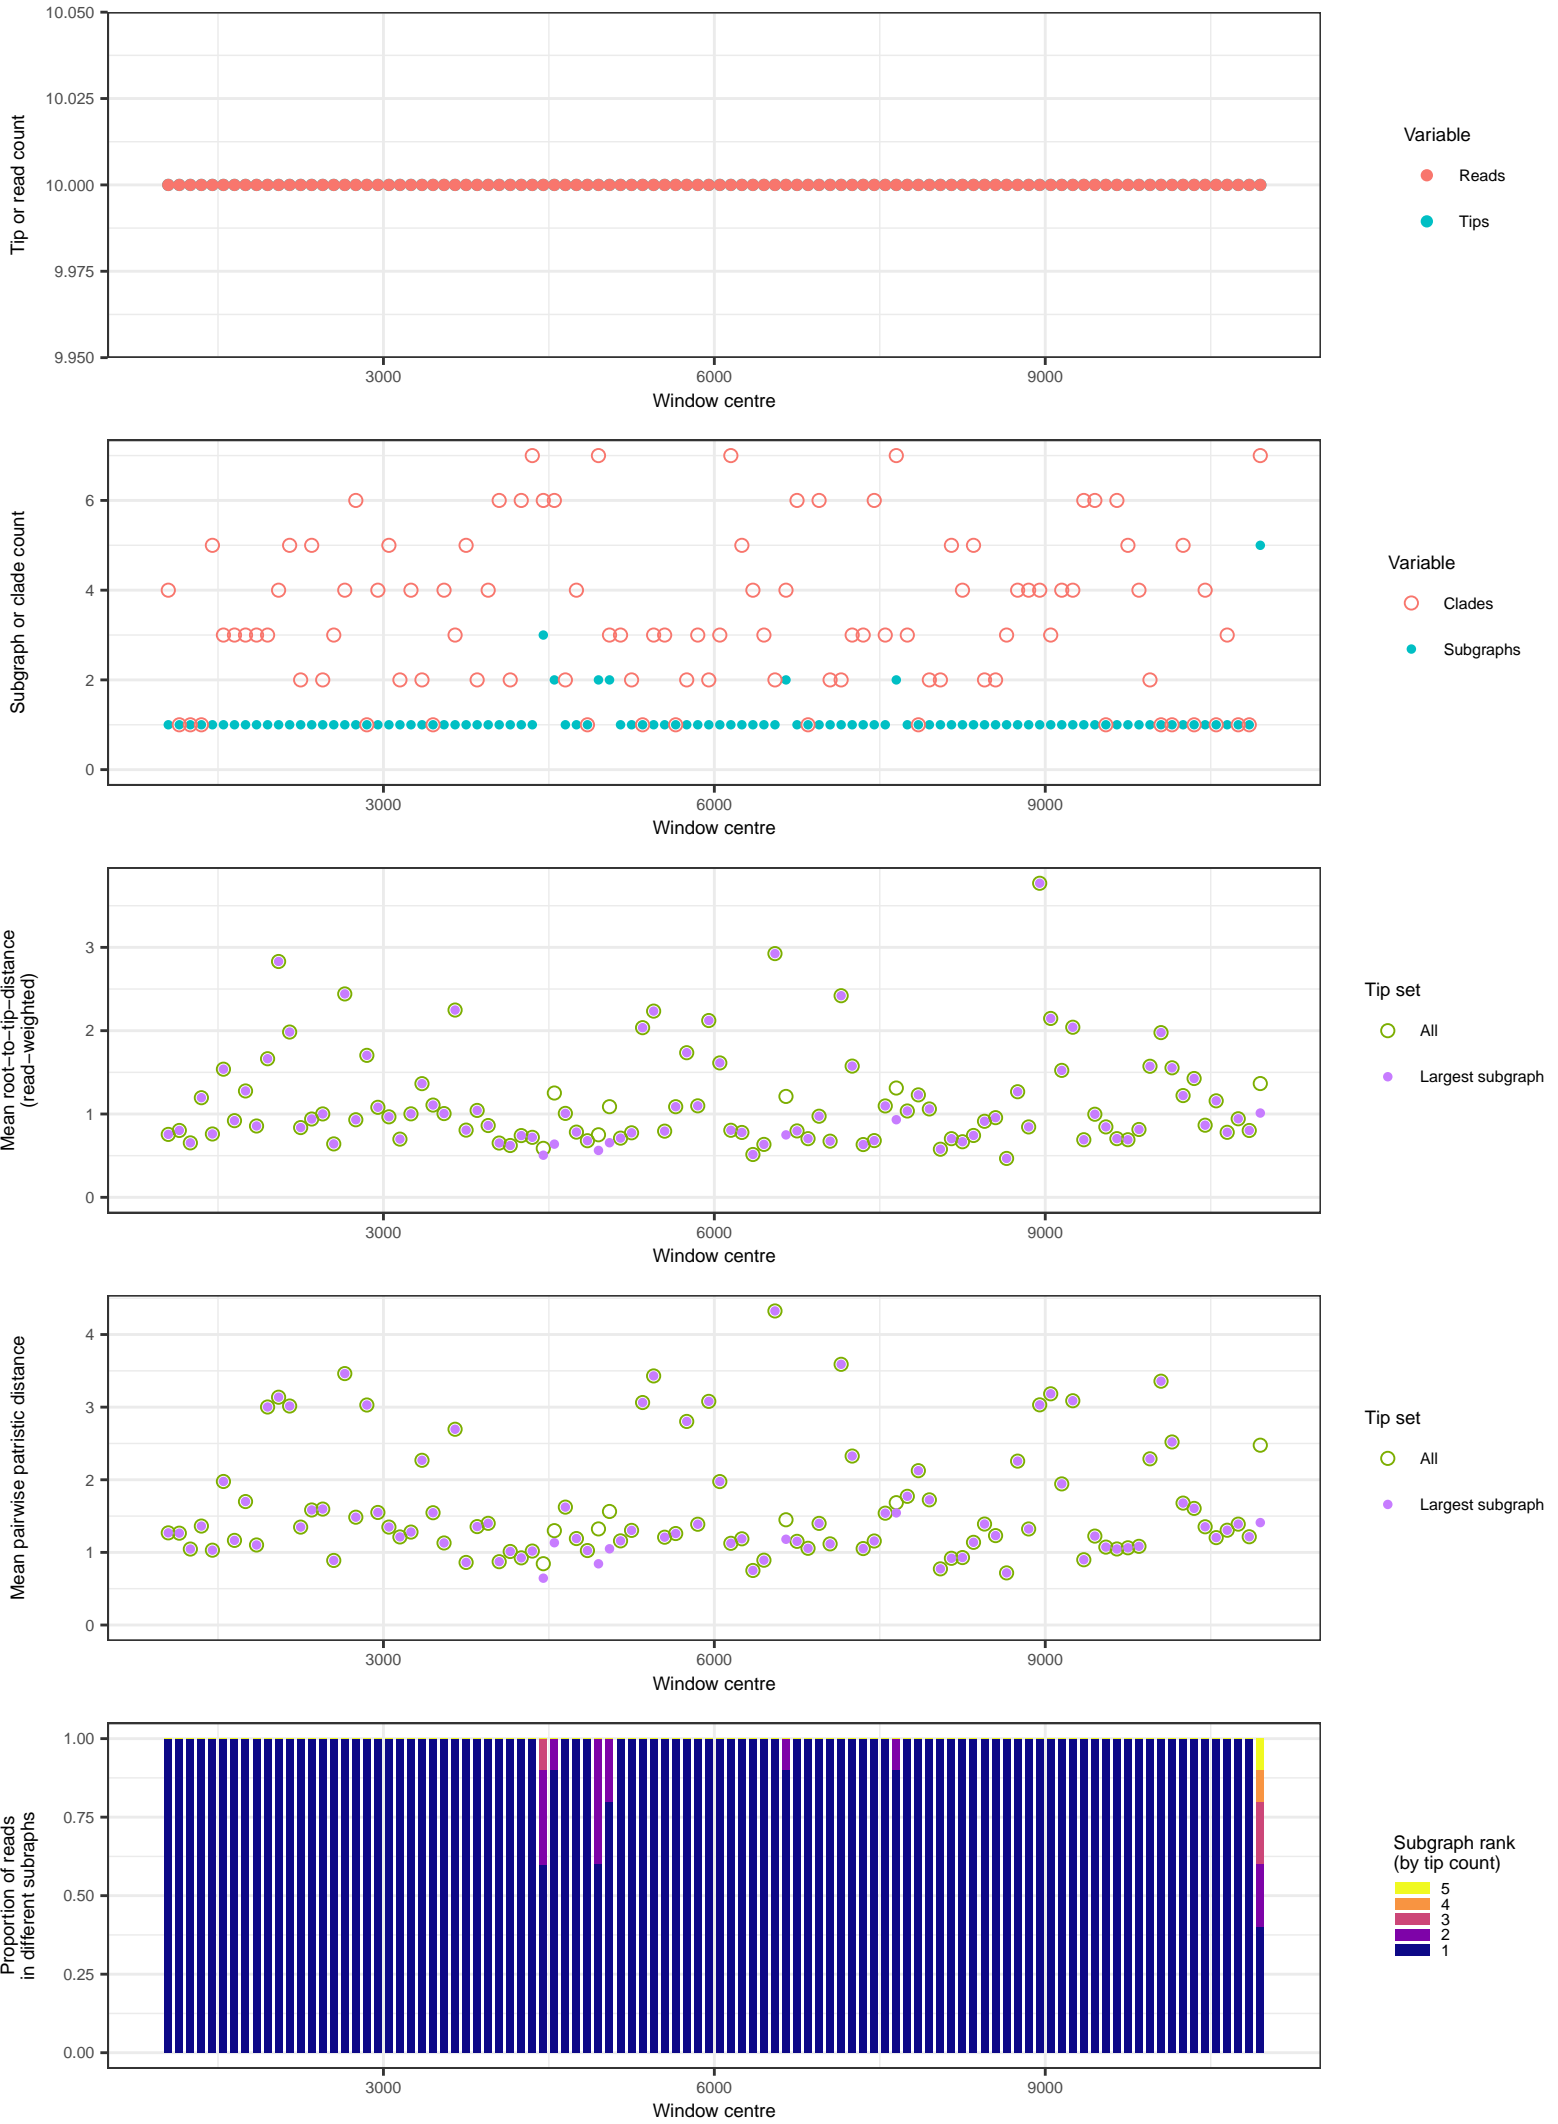 10.050
10.025
10.000
9.975
9.950
Tip or read count
3000 6000 9000
Window centre
Variable
Reads
Tips
6
4
2
0
Subgraph or clade count
3000 6000 9000
Window centre
Variable
Clades
Subgraphs
3
2
1
0
Mean root−to−tip−distance
(read−weighted)
3000 6000 9000
Window centre
Tip set
All
Largest subgraph
4
3
2
1
0
Mean pairwise patristic distance
3000 6000 9000
Window centre
Tip set
All
Largest subgraph
1.00
0.75
0.50
0.25
0.00
Proportion of reads
in different subraphs
3000 6000 9000
Window centre
Subgraph rank
(by tip count)
5
4
3
2
1